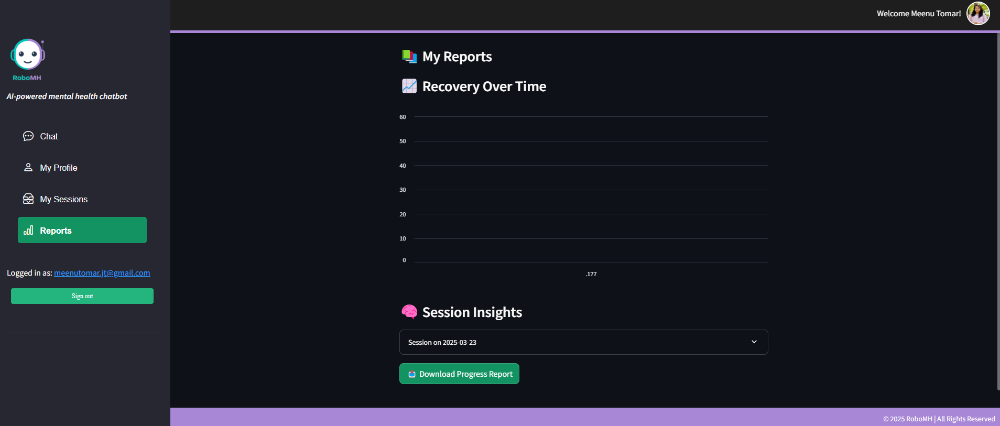 Welcome Meenu Tomar!
RoboMH
AI-powered mental health chatbot
Chat
My Profile
My Sessions
Reports
Logged in as: meenutomar.jt@gmail.com
Sign out
My Reports
Recovery Over Time
60
50
40
30
20
10
0
.177
Session Insights
Session on 2025-03-23
Download Progress Report
© 2025 RoboMH | All Rights Reserved